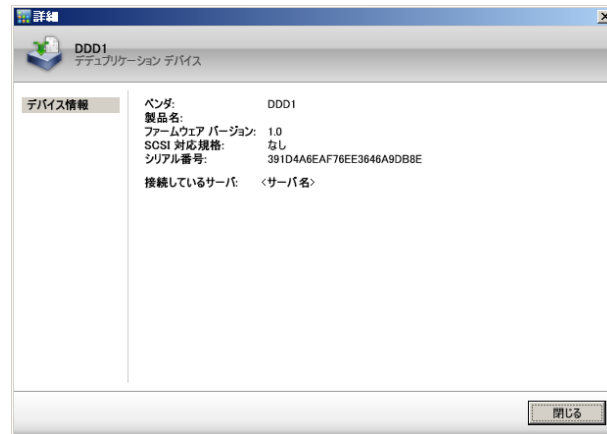 詳細
DDD1
デデュプリケーション デバイス
デバイス情報
ベンダ: DDD1
製品名:
ファームウェア バージョン: 1.0
SCSI 対応規格: なし
シリアル番号: 391D4A6EAF76EE3646A9DB8E
接続しているサーバ: <サーバ名>
閉じる